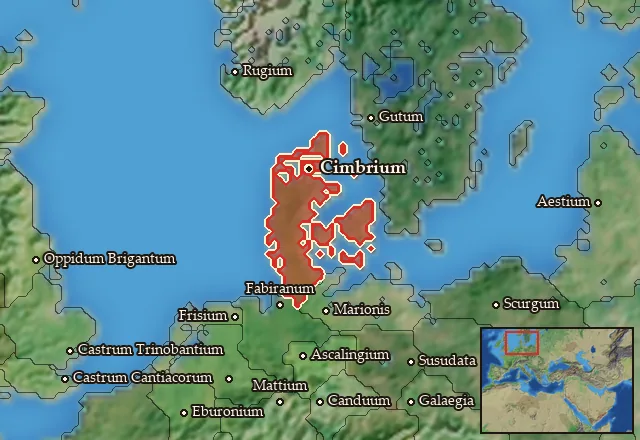 Rugium
Gutum
Cimbrium
Aestium
Oppidum Brigantum
Fabiranum
Scurgum
Frisium
Marionis
Castrum Trinobantium
Ascalingium
Susudata
Castrum Cantiacorum
Mattium
Canduum
Galaegia
Eburonium